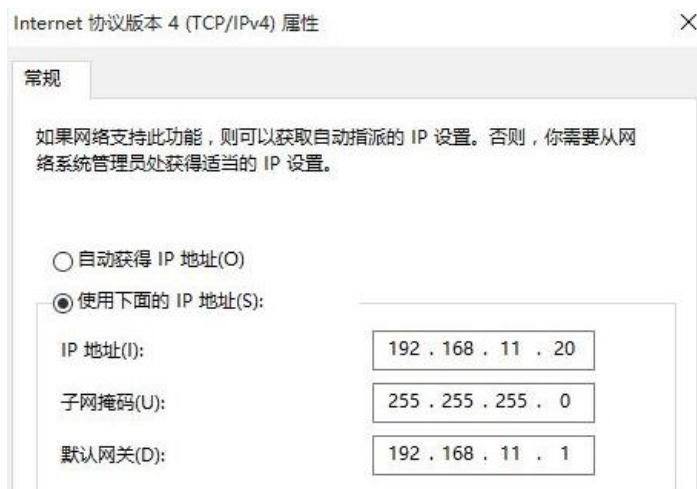 Internet 协议版本 4 (TCP/IPv4) 属性
常规
如果网络支持此功能，则可以获取自动指派的 IP 设置。否则，你需要从网
络系统管理员处获得适当的 IP 设置。
自动获得 IP 地址(O)
使用下面的 IP 地址(S):
IP 地址(I): 192 . 168 . 11 . 20
子网掩码(U): 255 . 255 . 255 . 0
默认网关(D): 192 . 168 . 11 . 1